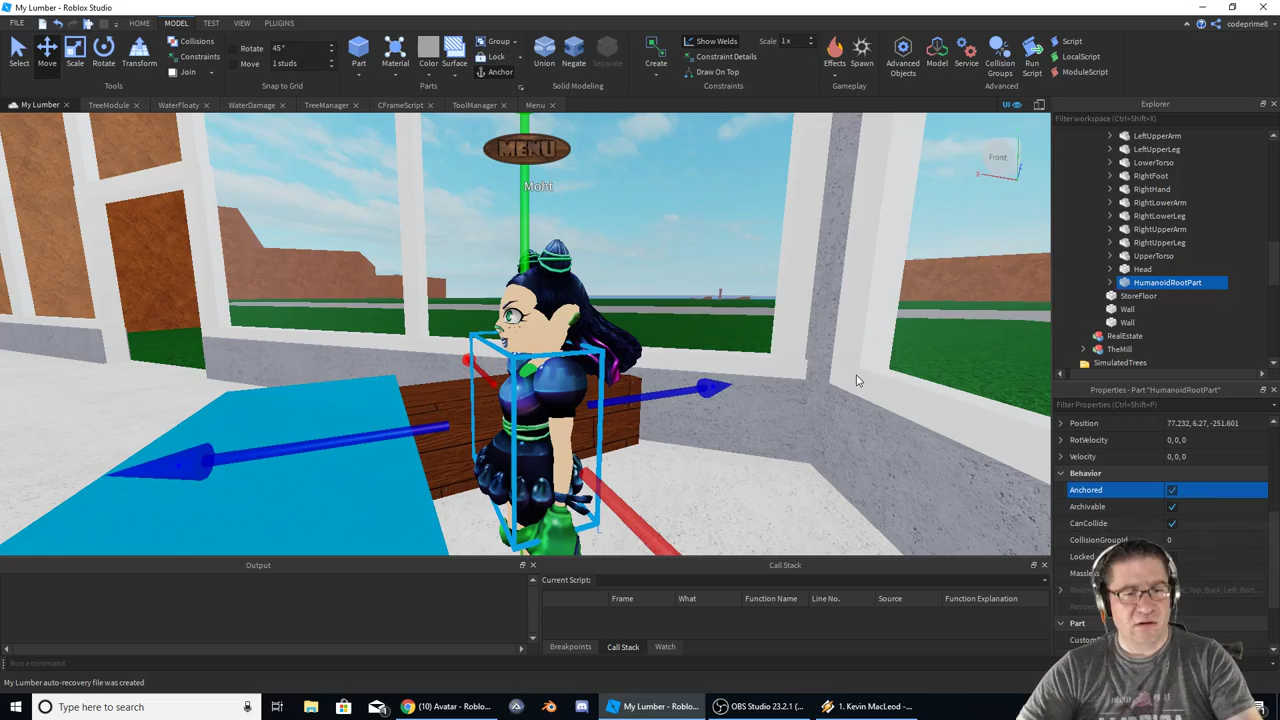 My Lumber - Roblox Studio
FILE HOME MODEL TEST VIEW PLUGINS codeprime8
Select Move Scale Rotate Transform
Collisions
Constraints
Join
Tools
Rotate 45°
Move 1 studs
Snap to Grid
Part Material Color Surface
Group
Lock
Anchor
Parts
Union Negate Separate
Solid Modeling
Create
Show Welds Scale 1 x
Constraint Details
Draw On Top
Constraints
Effects Spawn
Gameplay
Advanced Objects Model Service Collision Groups Run Script
Script
LocalScript
ModuleScript
Advanced
My Lumber TreeModule WaterFloaty WaterDamage TreeManager CFrameScript ToolManager Menu UI
MENU
Moht
Front
X
Explorer
Filter workspace (Ctrl+Shift+X)
LeftUpperArm
LeftUpperLeg
LowerTorso
RightFoot
RightHand
RightLowerArm
RightLowerLeg
RightUpperArm
RightUpperLeg
UpperTorso
Head
HumanoidRootPart
StoreFloor
Wall
Wall
RealEstate
TheMill
SimulatedTrees
Properties - Part "HumanoidRootPart"
Filter Properties (Ctrl+Shift+P)
Position 77.232, 6.27, -251.601
RotVelocity 0, 0, 0
Velocity 0, 0, 0
Behavior
Anchored
Archivable
CanCollide
CollisionGroupId 0
Locked
Massless
Part
Output
Call Stack
Current Script:
Frame What Function Name Line No. Source Function Explanation
Breakpoints Call Stack Watch
Run a command
My Lumber auto-recovery file was created
Type here to search
(10) Avatar - Roblo...
My Lumber - Roblo...
OBS Studio 23.2.1 (...
1. Kevin MacLeod -...